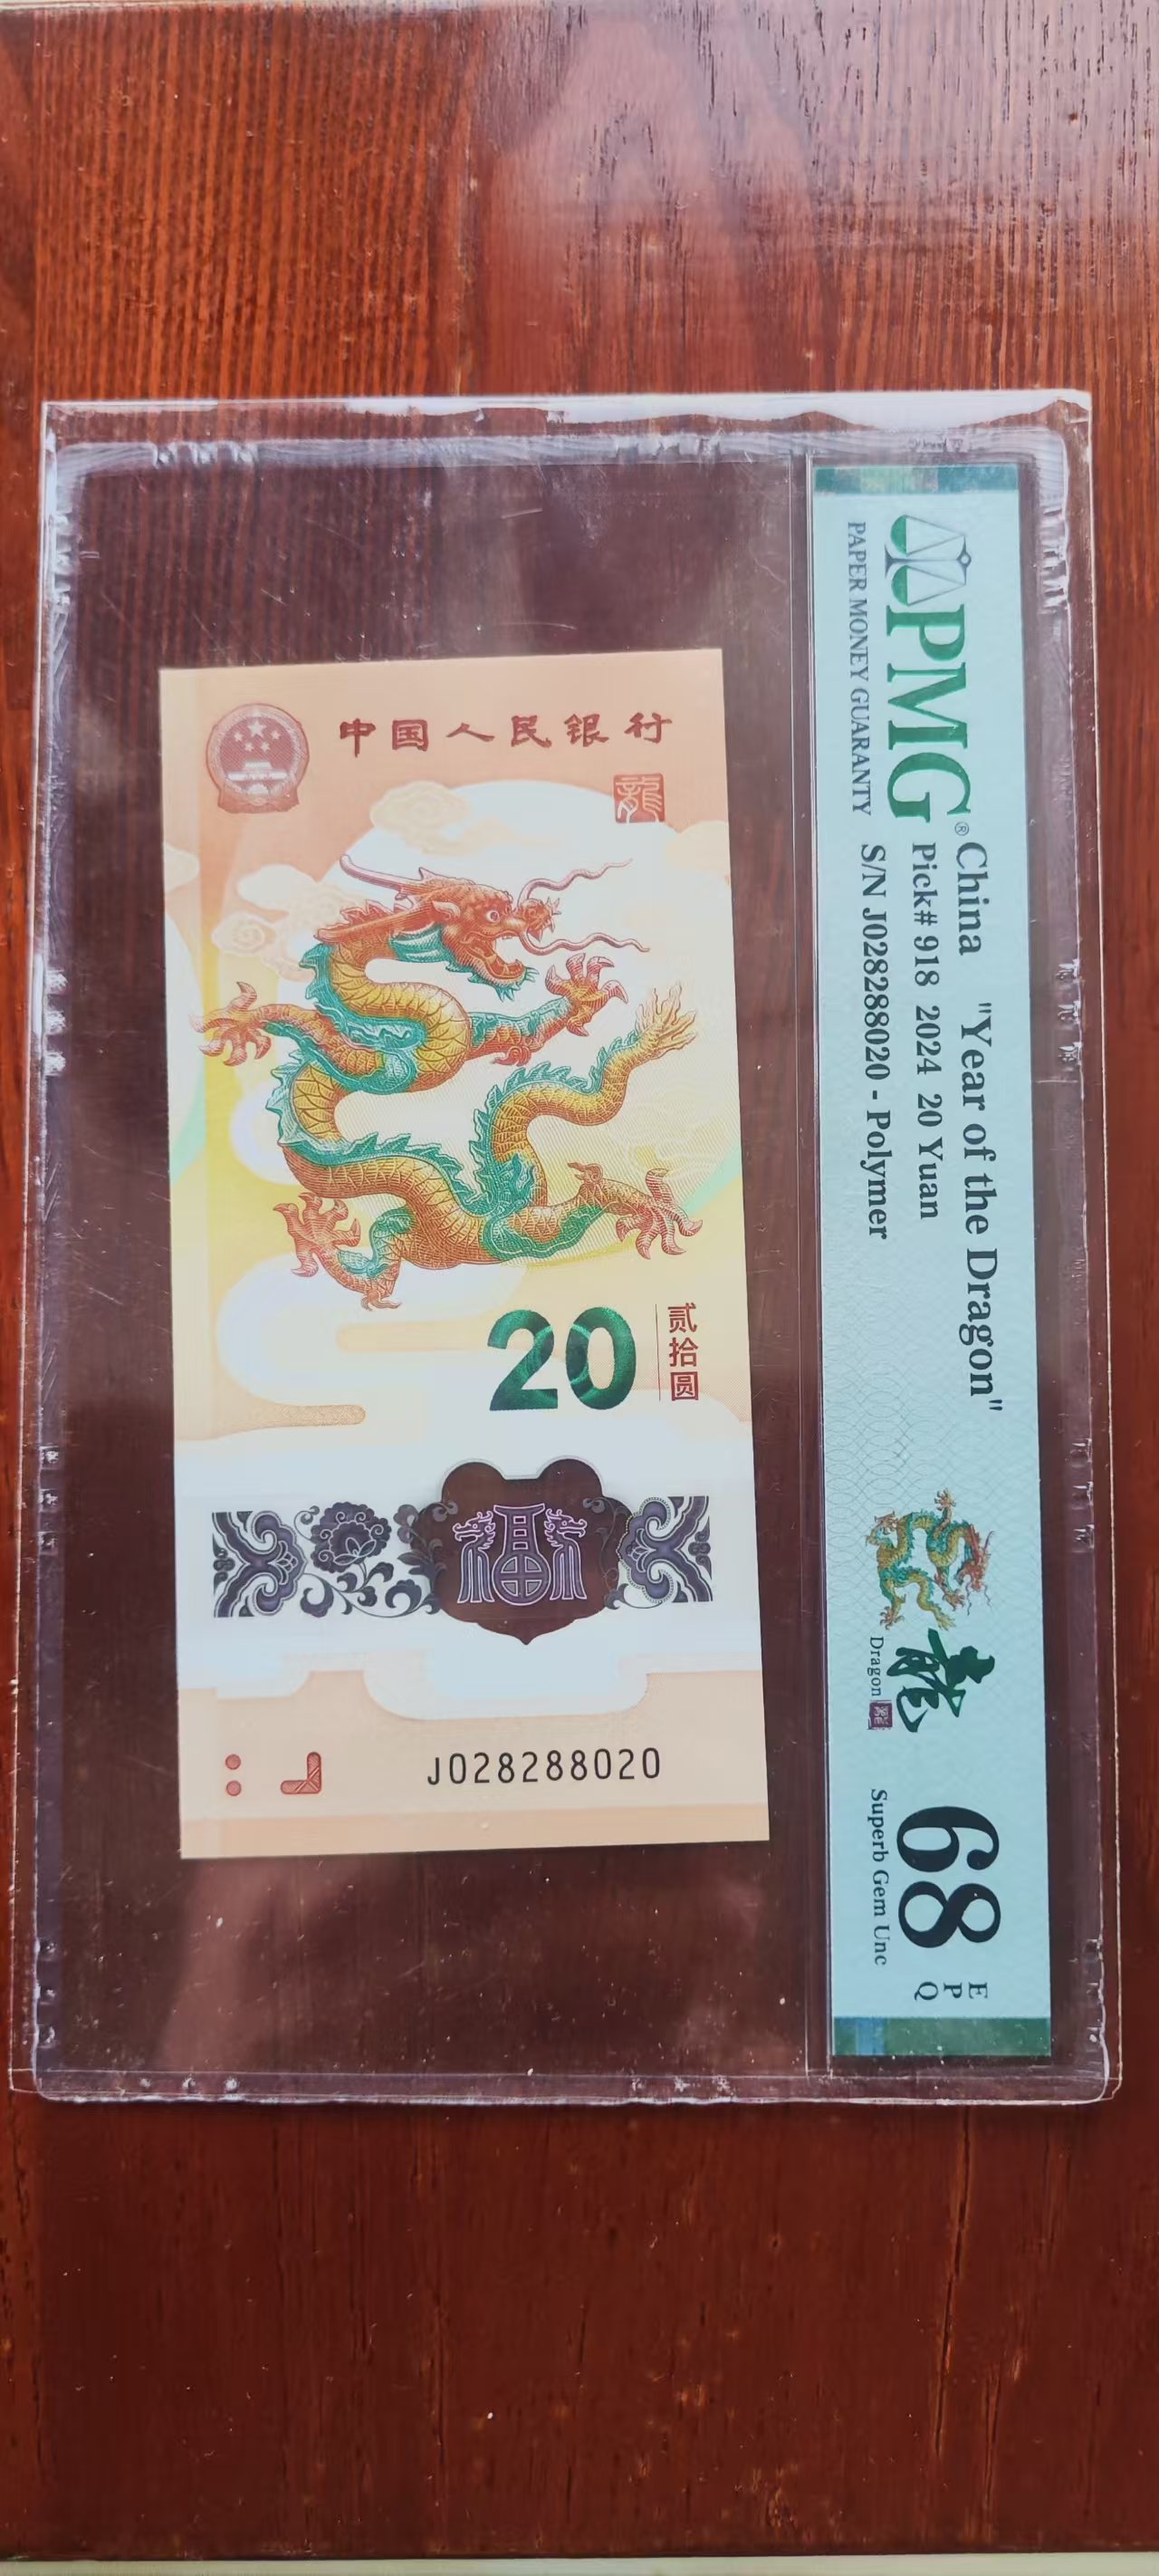 中国人民银行
龍
20
贰拾圆
福
J028288020
PMG®
PAPER MONEY GUARANTY
China "Year of the Dragon"
Pick# 918 2024 20 Yuan
S/N J028288020 - Polymer
龍
Dragon
68
EPQ
Superb Gem Unc